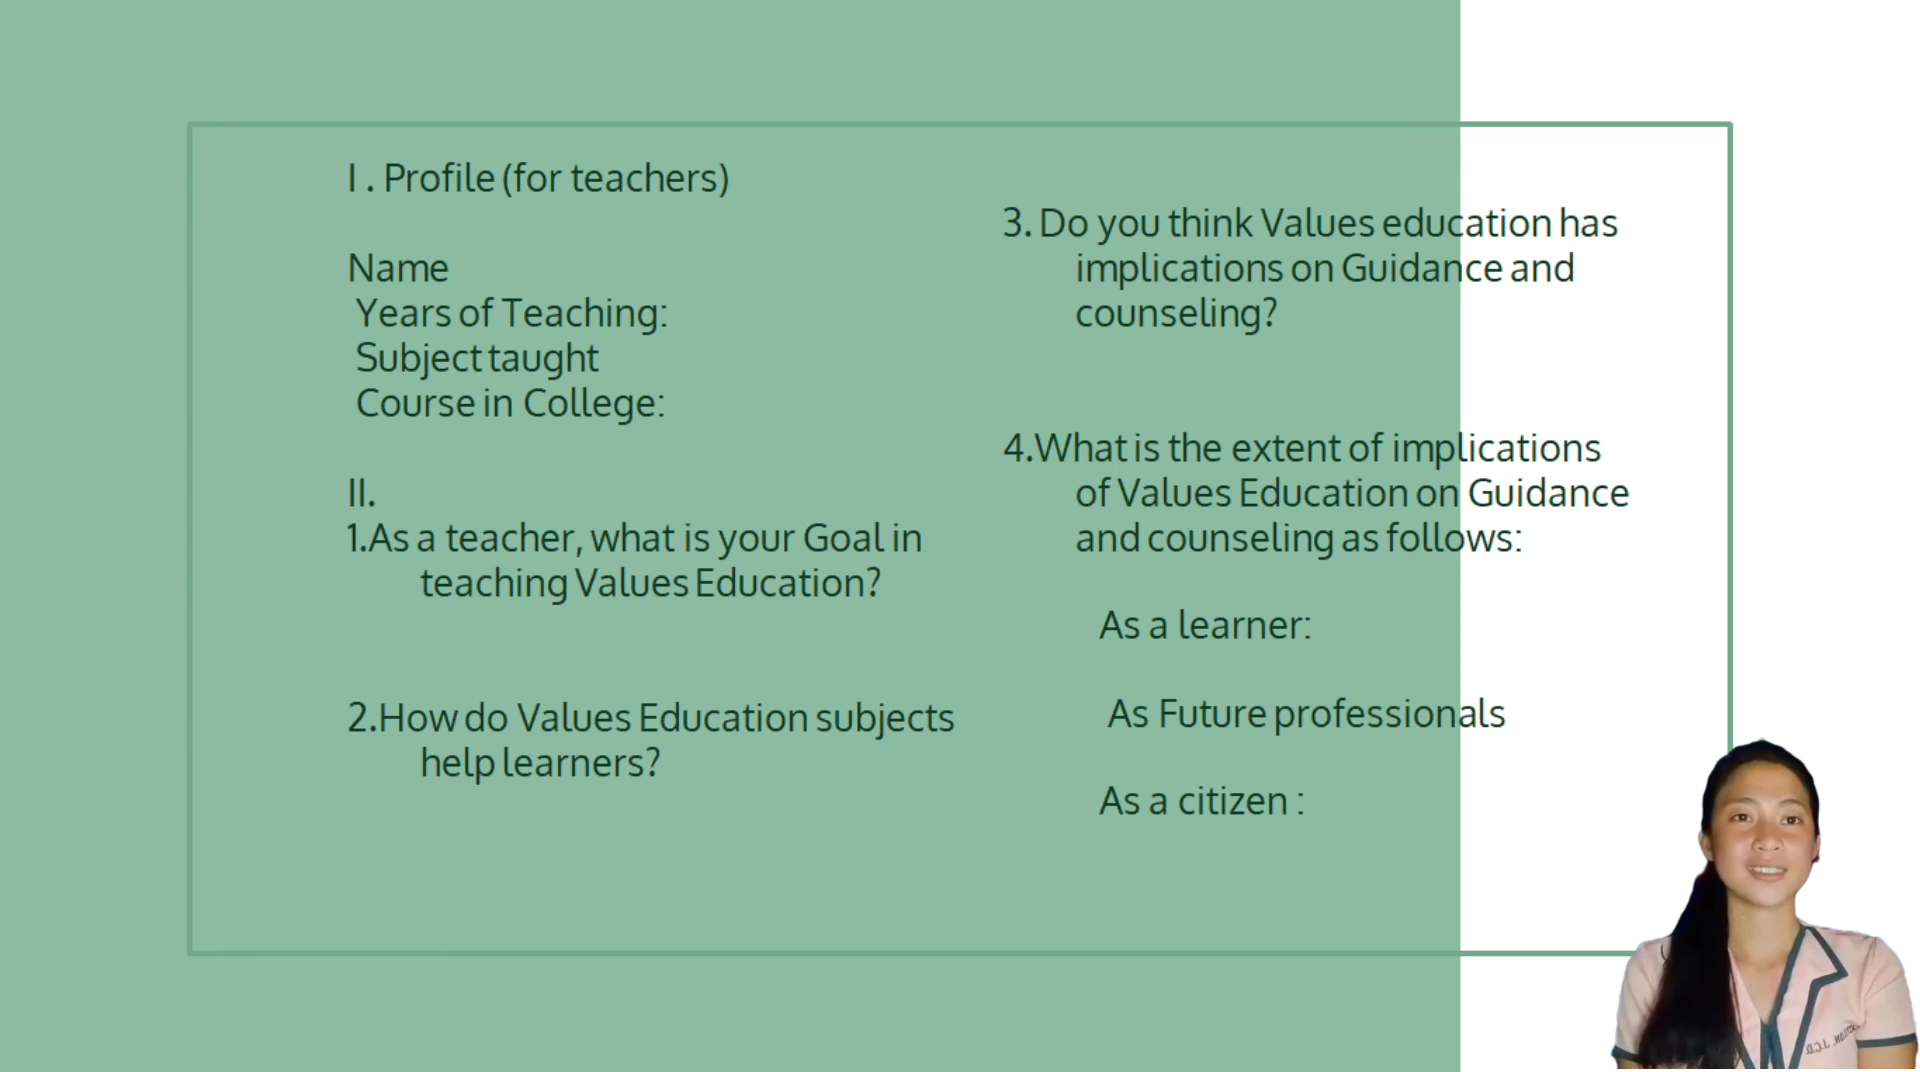 I . Profile (for teachers)
Name
Years of Teaching:
Subject taught
Course in College:
II.
1.As a teacher, what is your Goal in
teaching Values Education?
2.How do Values Education subjects
help learners?
3. Do you think Values education has
implications on Guidance and
counseling?
4.What is the extent of implications
of Values Education on Guidance
and counseling as follows:
As a learner:
As Future professionals
As a citizen :